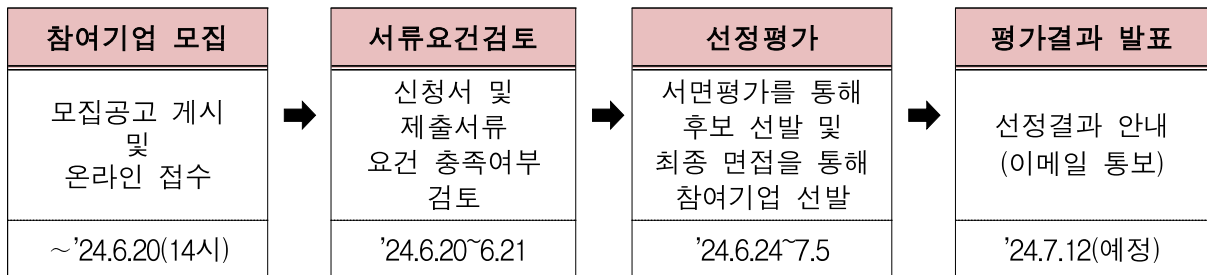 참여기업 모집
모집공고 게시
및
온라인 접수
~’24.6.20(14시)
서류요건검토
신청서 및
제출서류
요건 충족여부
검토
’24.6.20~6.21
선정평가
서면평가를 통해
후보 선발 및
최종 면접을 통해
참여기업 선발
’24.6.24~7.5
평가결과 발표
선정결과 안내
(이메일 통보)
’24.7.12(예정)